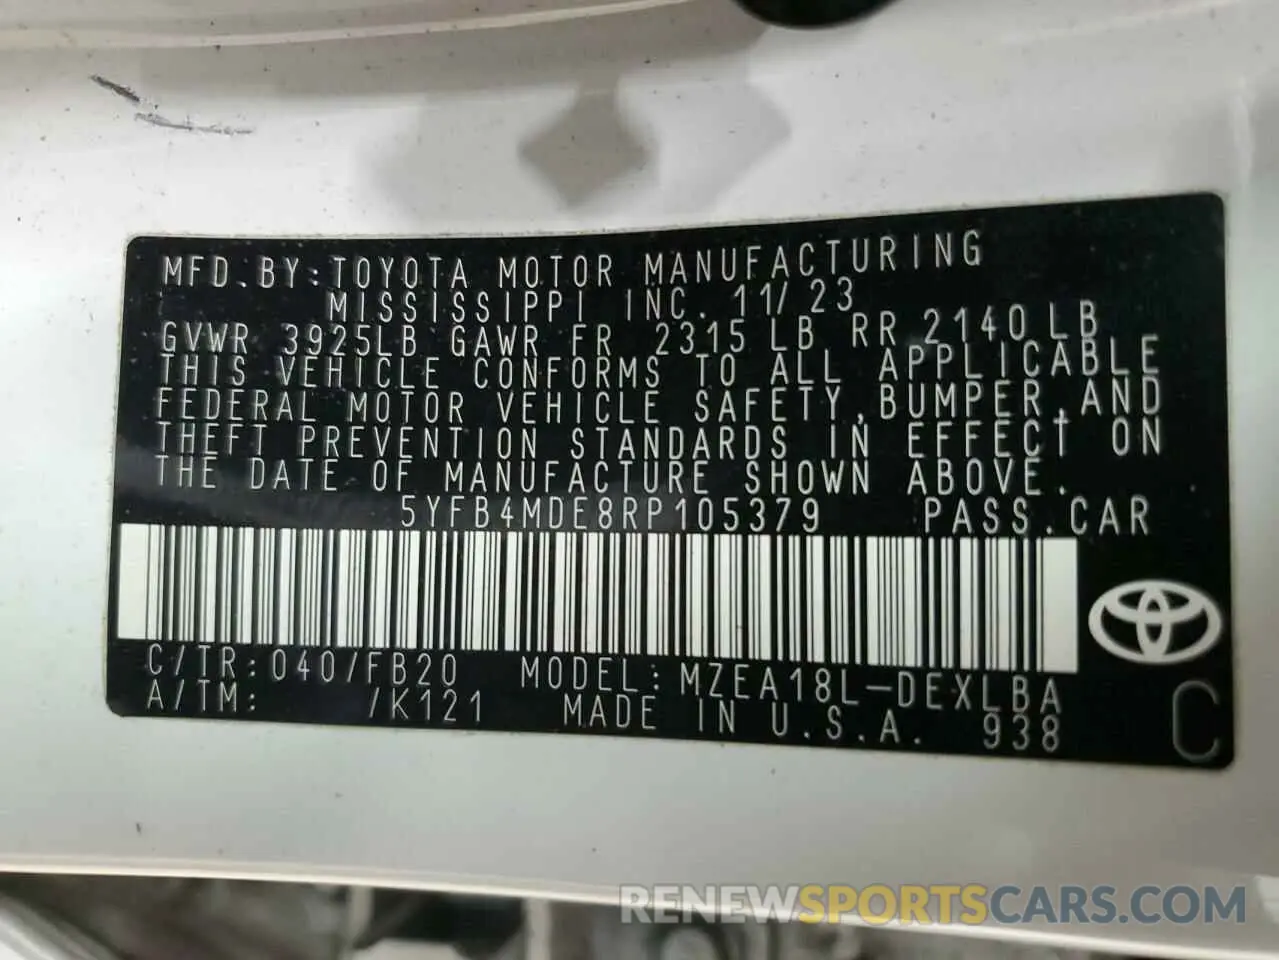 MFD.BY:TOYOTA MOTOR MANUFACTURING
MISSISSIPPI INC. 11/23
GVWR 3925LB GAWR FR 2315 LB RR 2140LB
THIS VEHICLE CONFORMS TO ALL APPLICABLE
FEDERAL MOTOR VEHICLE SAFETY,BUMPER,AND
THEFT PREVENTION STANDARDS IN EFFECT ON
THE DATE OF MANUFACTURE SHOWN ABOVE.
5YFB4MDE8RP105379 PASS.CAR
C/TR:040/FB20 MODEL:MZEA18L-DEXLBA
A/TM: /K121 MADE IN U.S.A. 938
C
RENEWSPORTSCARS.COM